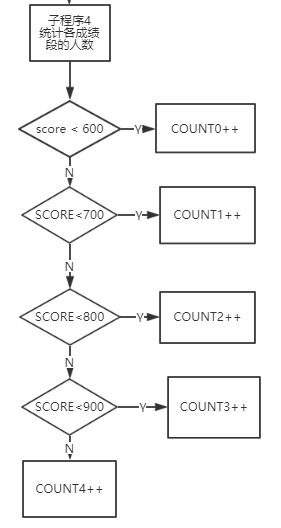 子程序4
统计各成绩
段的人数
score < 600
Y
COUNT0++
N
SCORE<700
Y
COUNT1++
N
SCORE<800
Y
COUNT2++
N
SCORE<900
Y
COUNT3++
N
COUNT4++